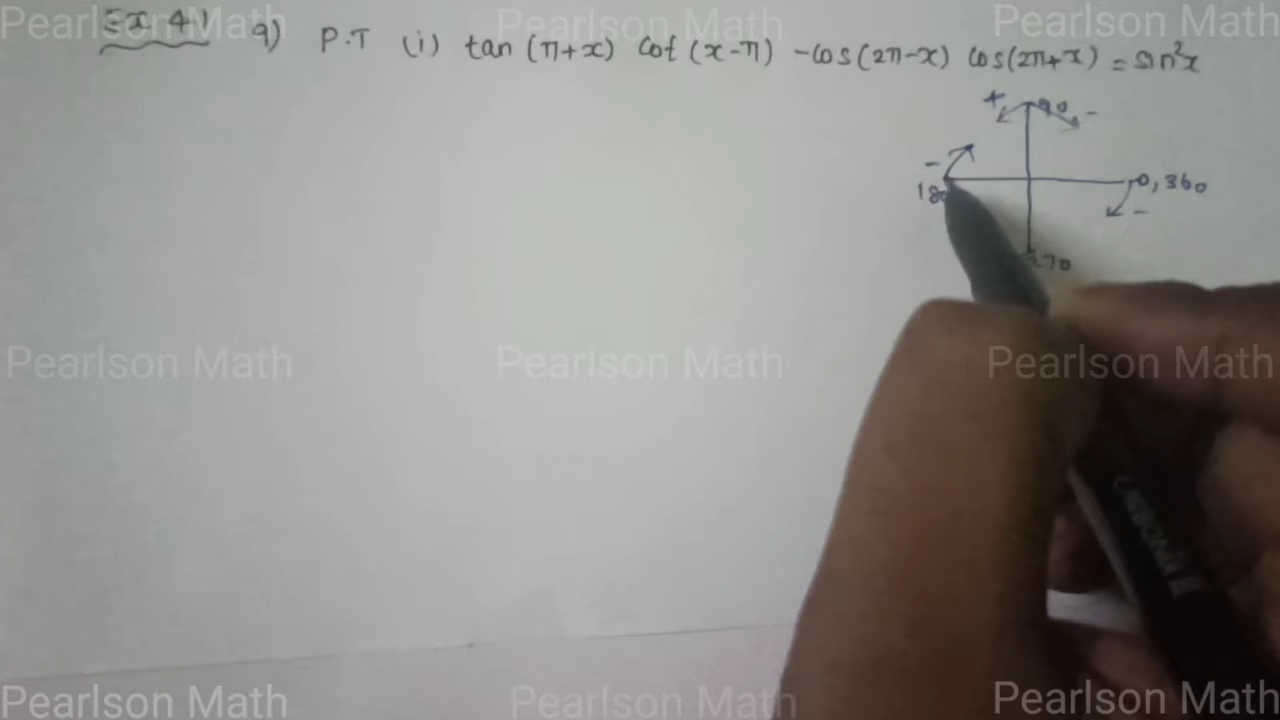 Ex 4.1 9) P.T (i) tan (π+x) cot (x-π) -cos(2π-x) cos(2π+x) = sin²x
+ 90 -
-
180 0, 360
-
270
Pearlson Math Pearlson Math Pearlson Math
Pearlson Math Pearlson Math Pearlson Math
Pearlson Math Pearlson Math Pearlson Math